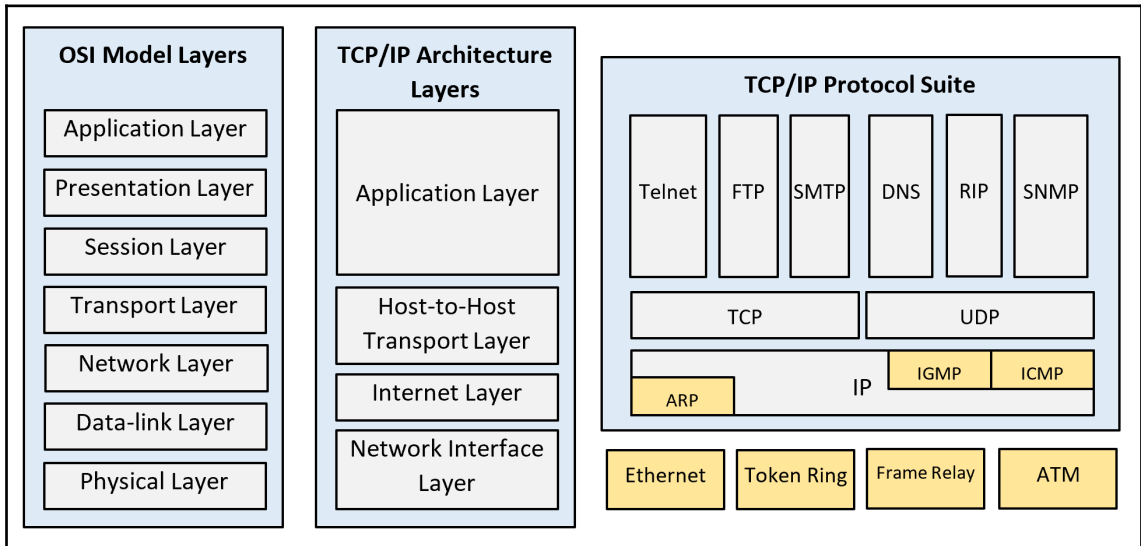 OSI Model Layers
Application Layer
Presentation Layer
Session Layer
Transport Layer
Network Layer
Data-link Layer
Physical Layer
TCP/IP Architecture
Layers
Application Layer
Host-to-Host
Transport Layer
Internet Layer
Network Interface
Layer
TCP/IP Protocol Suite
Telnet
FTP
SMTP
DNS
RIP
SNMP
TCP
UDP
IP
IGMP
ICMP
ARP
Ethernet
Token Ring
Frame Relay
ATM